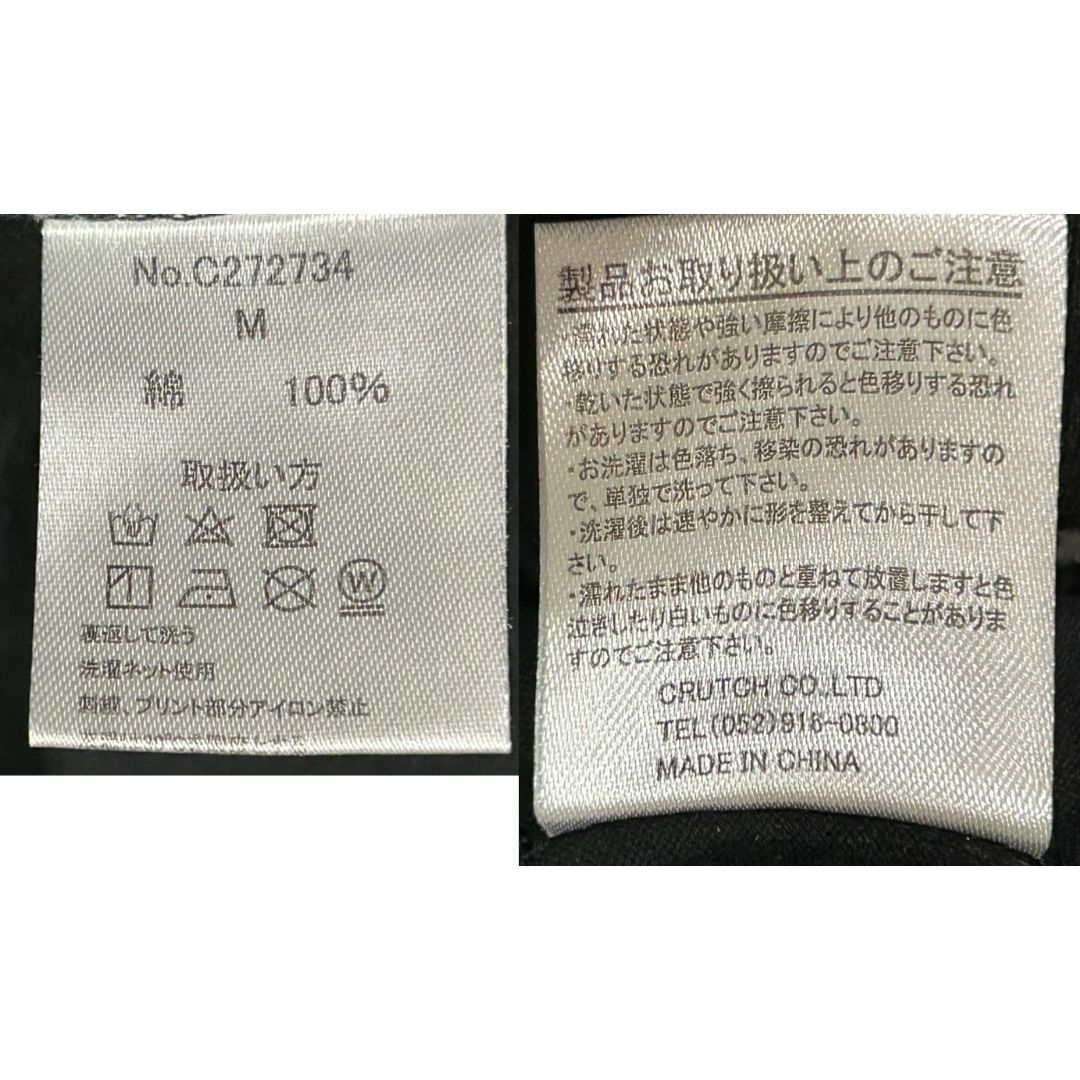 No.C272734
M
綿 100%
取扱い方
W
裏返して洗う
洗濯ネット使用
刺繍、プリント部分アイロン禁止
製品お取り扱い上のご注意
・濡れた状態や強い摩擦により他のものに色
移りする恐れがありますのでご注意下さい。
・乾いた状態で強く擦られると色移りする恐れ
がありますのでご注意下さい。
・お洗濯は色落ち、移染の恐れがありますの
で、単独で洗って下さい。
・洗濯後は速やかに形を整えてから干して下
さい。
・濡れたまま他のものと重ねて放置しますと色
泣きしたり白いものに色移りすることがありま
すのでご注意下さい。
CRUTCH CO.LTD
TEL(052)916-0800
MADE IN CHINA